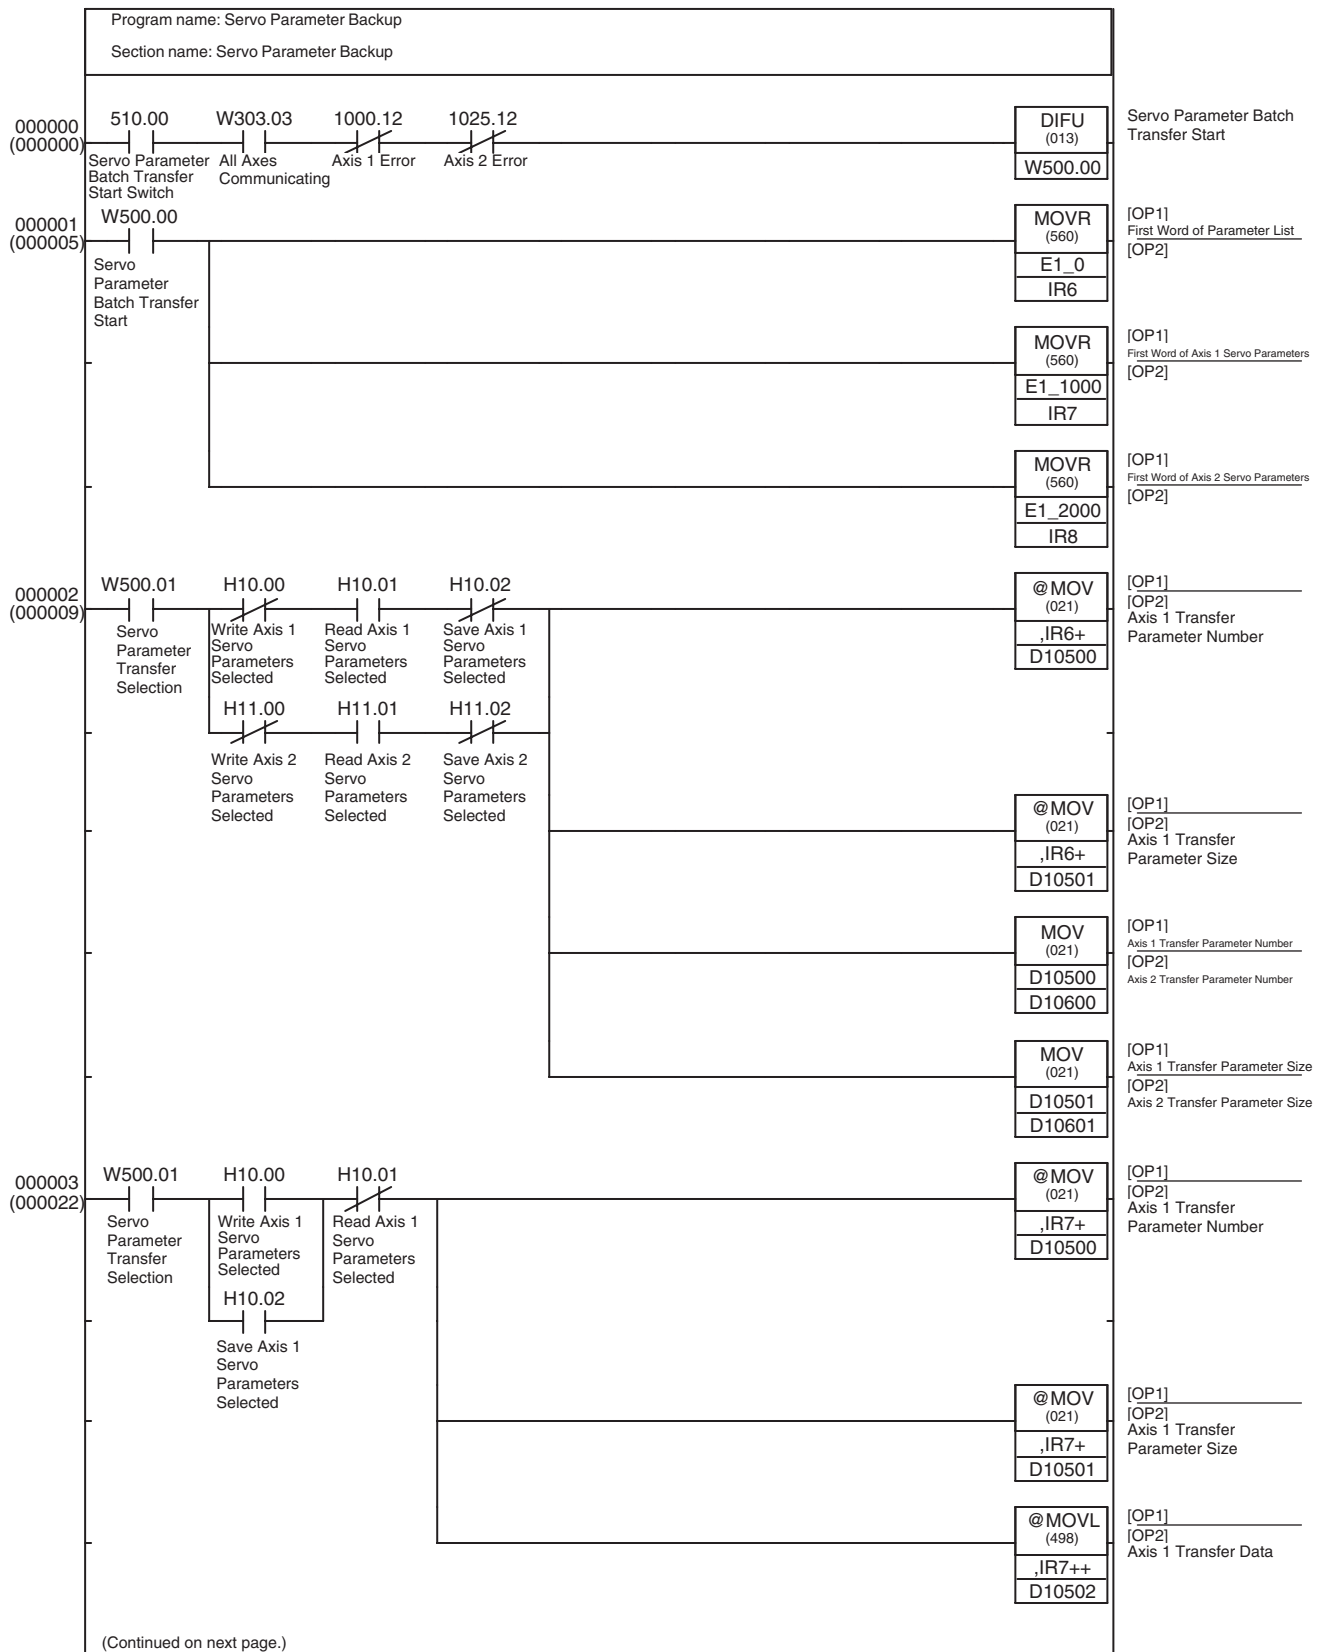 Program name: Servo Parameter Backup
Section name: Servo Parameter Backup
000000
(000000)
510.00
W303.03
1000.12
1025.12
Servo Parameter
Batch Transfer
Start Switch
All Axes
Communicating
Axis 1 Error
Axis 2 Error
DIFU
(013)
W500.00
Servo Parameter Batch
Transfer Start
000001
(000005)
W500.00
Servo
Parameter
Batch Transfer
Start
MOVR
(560)
E1_0
IR6
[OP1]
First Word of Parameter List
[OP2]
MOVR
(560)
E1_1000
IR7
[OP1]
First Word of Axis 1 Servo Parameters
[OP2]
MOVR
(560)
E1_2000
IR8
[OP1]
First Word of Axis 2 Servo Parameters
[OP2]
000002
(000009)
W500.01
H10.00
H10.01
H10.02
Servo
Parameter
Transfer
Selection
Write Axis 1
Servo
Parameters
Selected
Read Axis 1
Servo
Parameters
Selected
Save Axis 1
Servo
Parameters
Selected
@MOV
(021)
,IR6+
D10500
[OP1]
[OP2]
Axis 1 Transfer
Parameter Number
H11.00
H11.01
H11.02
Write Axis 2
Servo
Parameters
Selected
Read Axis 2
Servo
Parameters
Selected
Save Axis 2
Servo
Parameters
Selected
@MOV
(021)
,IR6+
D10501
[OP1]
[OP2]
Axis 1 Transfer
Parameter Size
MOV
(021)
D10500
D10600
[OP1]
Axis 1 Transfer Parameter Number
[OP2]
Axis 2 Transfer Parameter Number
MOV
(021)
D10501
D10601
[OP1]
Axis 1 Transfer Parameter Size
[OP2]
Axis 2 Transfer Parameter Size
000003
(000022)
W500.01
H10.00
H10.01
Servo
Parameter
Transfer
Selection
Write Axis 1
Servo
Parameters
Selected
Read Axis 1
Servo
Parameters
Selected
@MOV
(021)
,IR7+
D10500
[OP1]
[OP2]
Axis 1 Transfer
Parameter Number
H10.02
Save Axis 1
Servo
Parameters
Selected
@MOV
(021)
,IR7+
D10501
[OP1]
[OP2]
Axis 1 Transfer
Parameter Size
@MOVL
(498)
,IR7++
D10502
[OP1]
[OP2]
Axis 1 Transfer Data
(Continued on next page.)